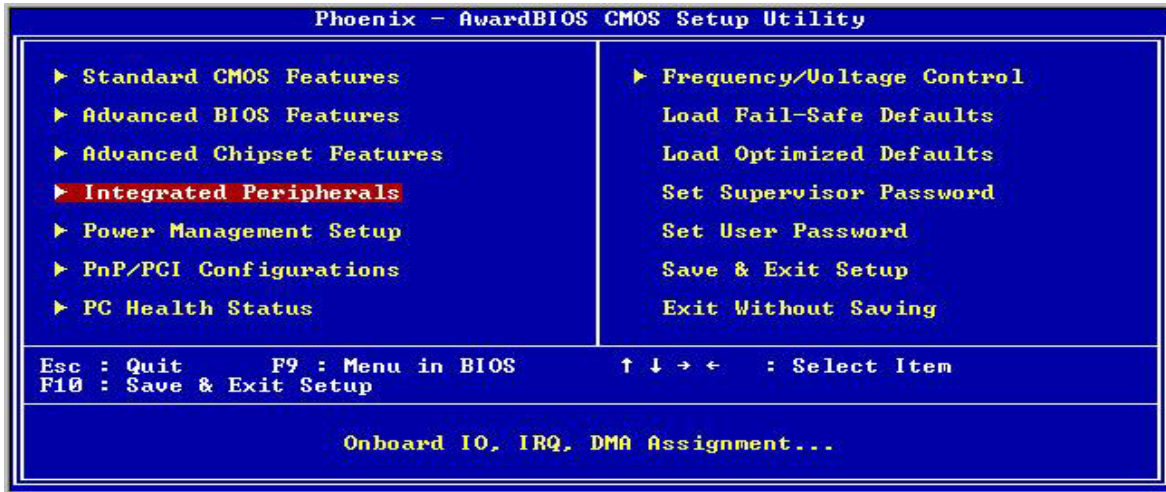 Phoenix - AwardBIOS CMOS Setup Utility
▶ Standard CMOS Features
▶ Advanced BIOS Features
▶ Advanced Chipset Features
▶ Integrated Peripherals
▶ Power Management Setup
▶ PnP/PCI Configurations
▶ PC Health Status
▶ Frequency/Voltage Control
Load Fail-Safe Defaults
Load Optimized Defaults
Set Supervisor Password
Set User Password
Save & Exit Setup
Exit Without Saving
Esc : Quit F9 : Menu in BIOS ↑ ↓ → ← : Select Item
F10 : Save & Exit Setup
Onboard IO, IRQ, DMA Assignment...